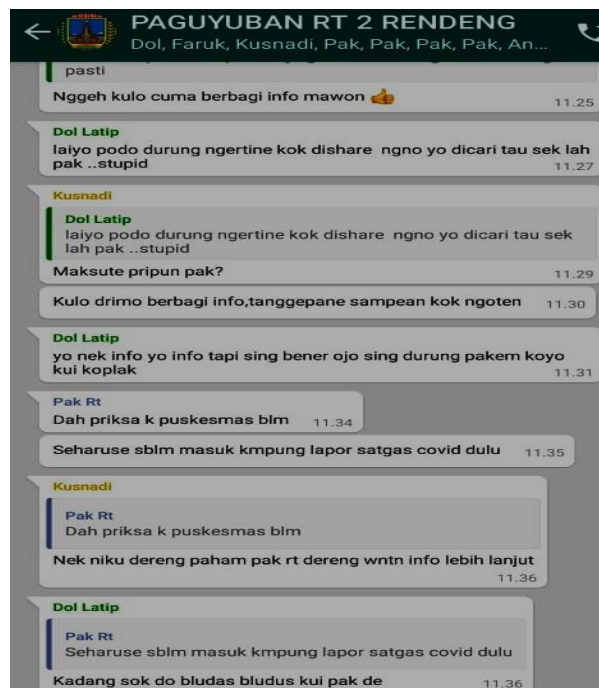 PAGUYUBAN RT 2 RENDENG
Dol, Faruk, Kusnadi, Pak, Pak, Pak, Pak, An...
pasti
Nggeh kulo cuma berbagi info mawon 👍
11.25
Dol Latip
laiyo podo durung ngertine kok dishare ngno yo dicari tau sek lah
pak ..stupid
11.27
Kusnadi
Dol Latip
laiyo podo durung ngertine kok dishare ngno yo dicari tau sek
lah pak ..stupid
Maksute pripun pak?
11.29
Kulo drimo berbagi info,tanggepane sampean kok ngoten 11.30
Dol Latip
yo nek info yo info tapi sing bener ojo sing durung pakem koyo
kui koplak
11.31
Pak Rt
Dah priksa k puskesmas blm 11.34
Seharuse sblm masuk kmpung lapor satgas covid dulu 11.35
Kusnadi
Pak Rt
Dah priksa k puskesmas blm
Nek niku dereng paham pak rt dereng wntn info lebih lanjut
11.36
Dol Latip
Pak Rt
Seharuse sblm masuk kmpung lapor satgas covid dulu
Kadang sok do bludas bludus kui pak de 11.36